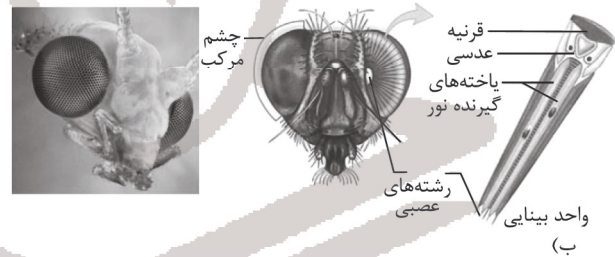 چشم
مرکب
قرنیه
عدسی
یاخته‌های
گیرنده نور
رشته‌های
عصبی
واحد بینایی
ب)